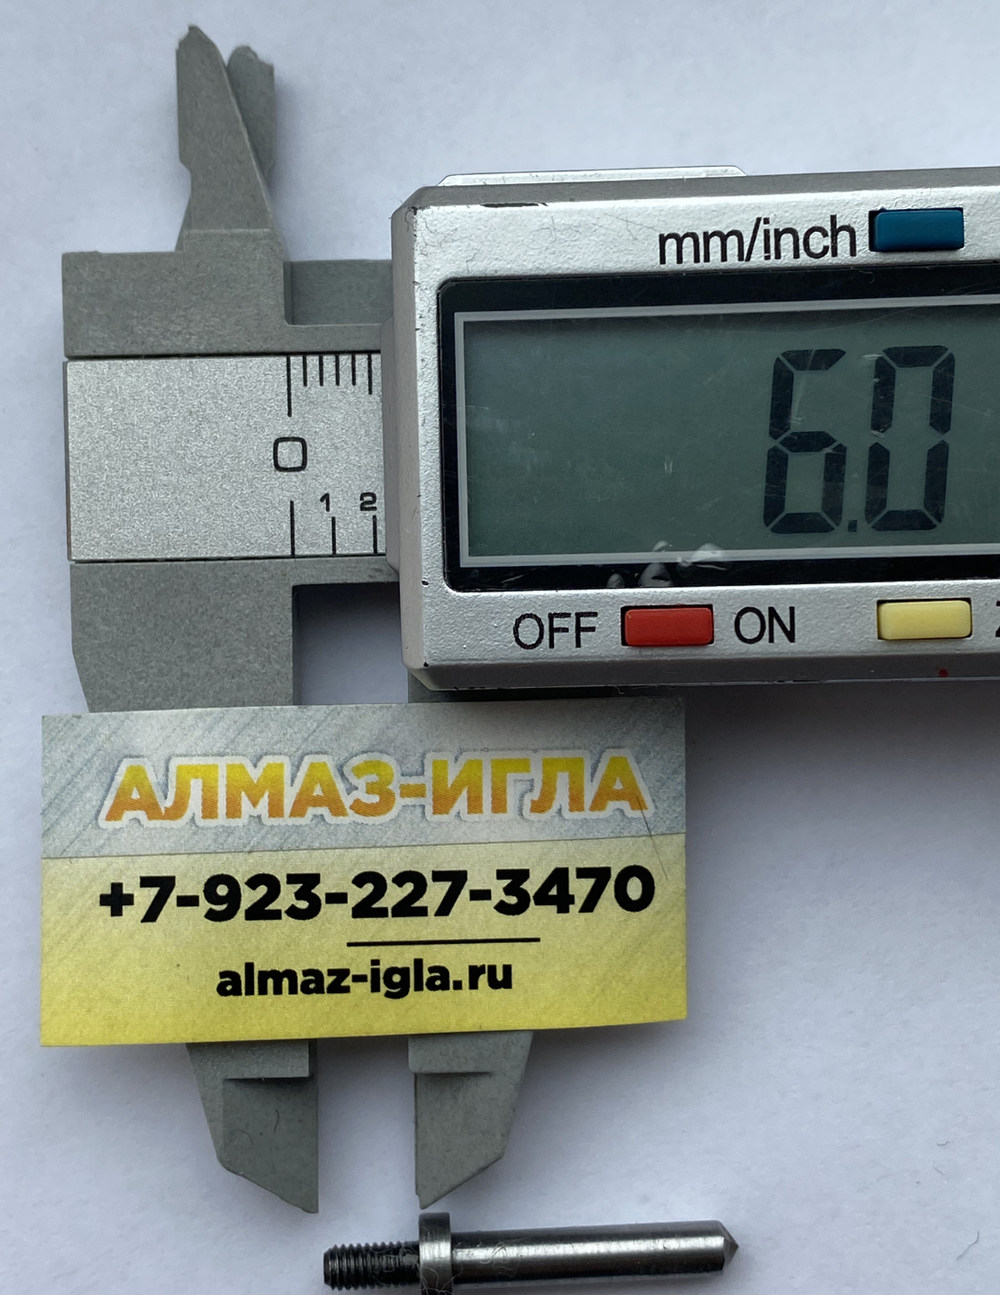 mm/inch
6.0
0
1 2
OFF ON
АЛМАЗ-ИГЛА
+7-923-227-3470
almaz-igla.ru